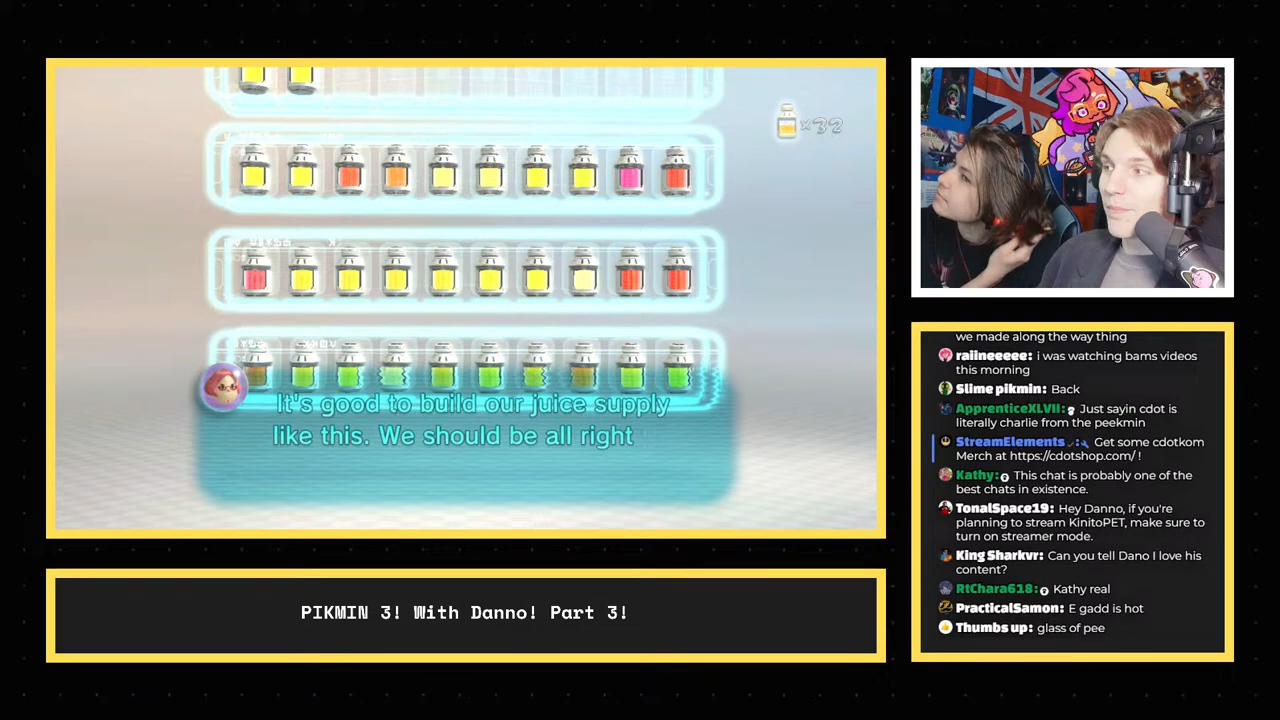 ×32
It's good to build our juice supply
like this. We should be all right
PIKMIN 3! With Danno! Part 3!
we made along the way thing
raiineeeee: i was watching bams videos
this morning
Slime pikmin: Back
ApprenticeXLVII: Just sayin cdot is
literally charlie from the peekmin
StreamElements: Get some cdotkom
Merch at https://cdotshop.com/ !
Kathy: This chat is probably one of the
best chats in existence.
TonalSpace19: Hey Danno, if you're
planning to stream KinitoPET, make sure to
turn on streamer mode.
King Sharkvr: Can you tell Dano I love his
content?
RtChara618: Kathy real
PracticalSamon: E gadd is hot
Thumbs up: glass of pee